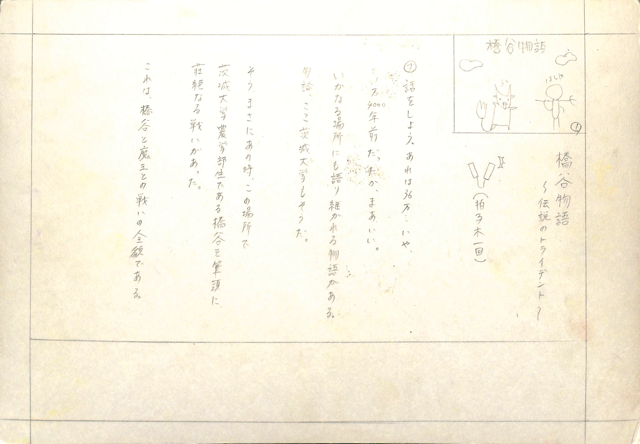 橋谷物語
はしや
①
橋谷物語
〜伝説のトライデント〜
(拍子木一回)
⑦ 話をしよう。あれは36万…いや、
1万4000年前だったか、まあいい。
いかなる場所にも語り継がれる物語がある。
勿論、ここ茨城大学もそうだ。
そう、まさにあの時、この場所で
茨城大学農学部生である橋谷を筆頭に
壮絶なる戦いがあった。
これは、橋谷と魔王との戦いの全貌である。